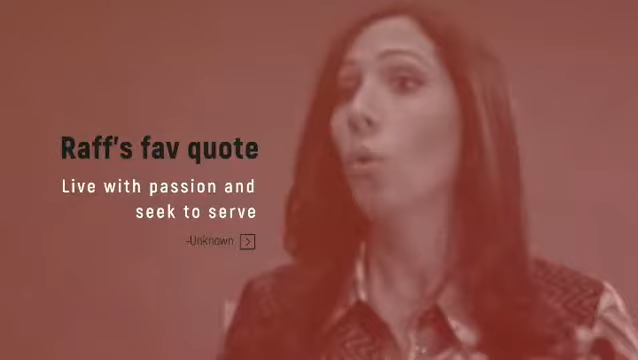 Raff's fav quote
Live with passion and
seek to serve
-Unknown